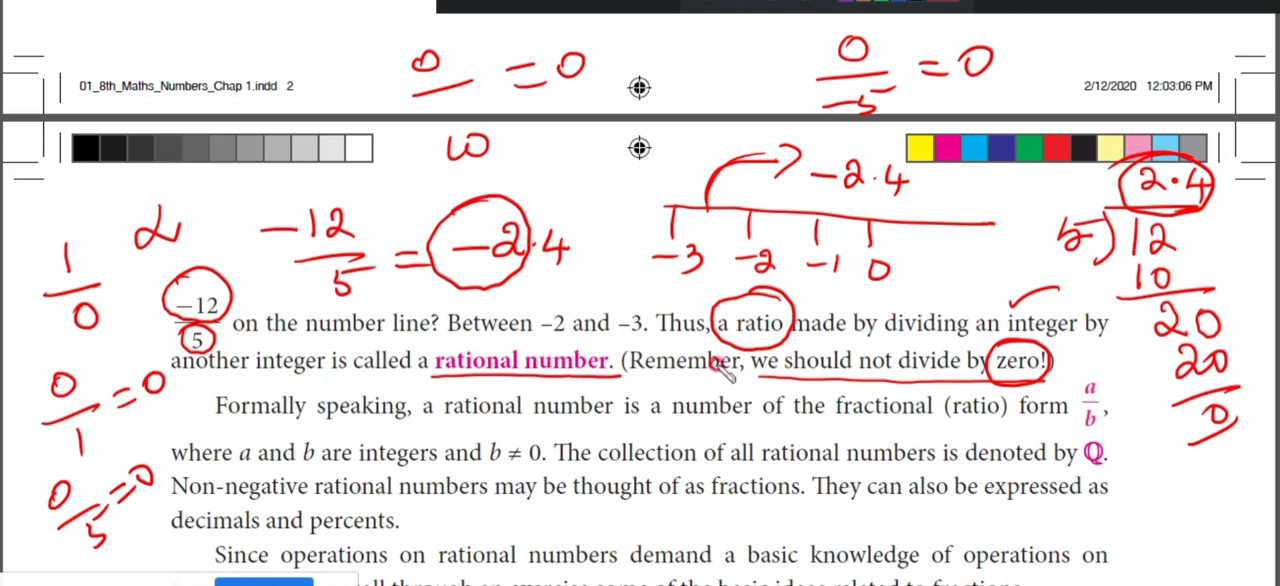 0/ = 0
0/-5 = 0
01_8th_Maths_Numbers_Chap 1.indd 2
2/12/2020 12:03:06 PM
-2.4
2.4
1/0
-12/5 = -2.4
-3 -2 -1 0
5)12
10
20
20
0
-12/5 on the number line? Between –2 and –3. Thus, a ratio made by dividing an integer by
another integer is called a rational number. (Remember, we should not divide by zero!)
0/1 = 0
Formally speaking, a rational number is a number of the fractional (ratio) form a/b,
where a and b are integers and b ≠ 0. The collection of all rational numbers is denoted by Q.
0/5 = 0
Non-negative rational numbers may be thought of as fractions. They can also be expressed as
decimals and percents.
Since operations on rational numbers demand a basic knowledge of operations on